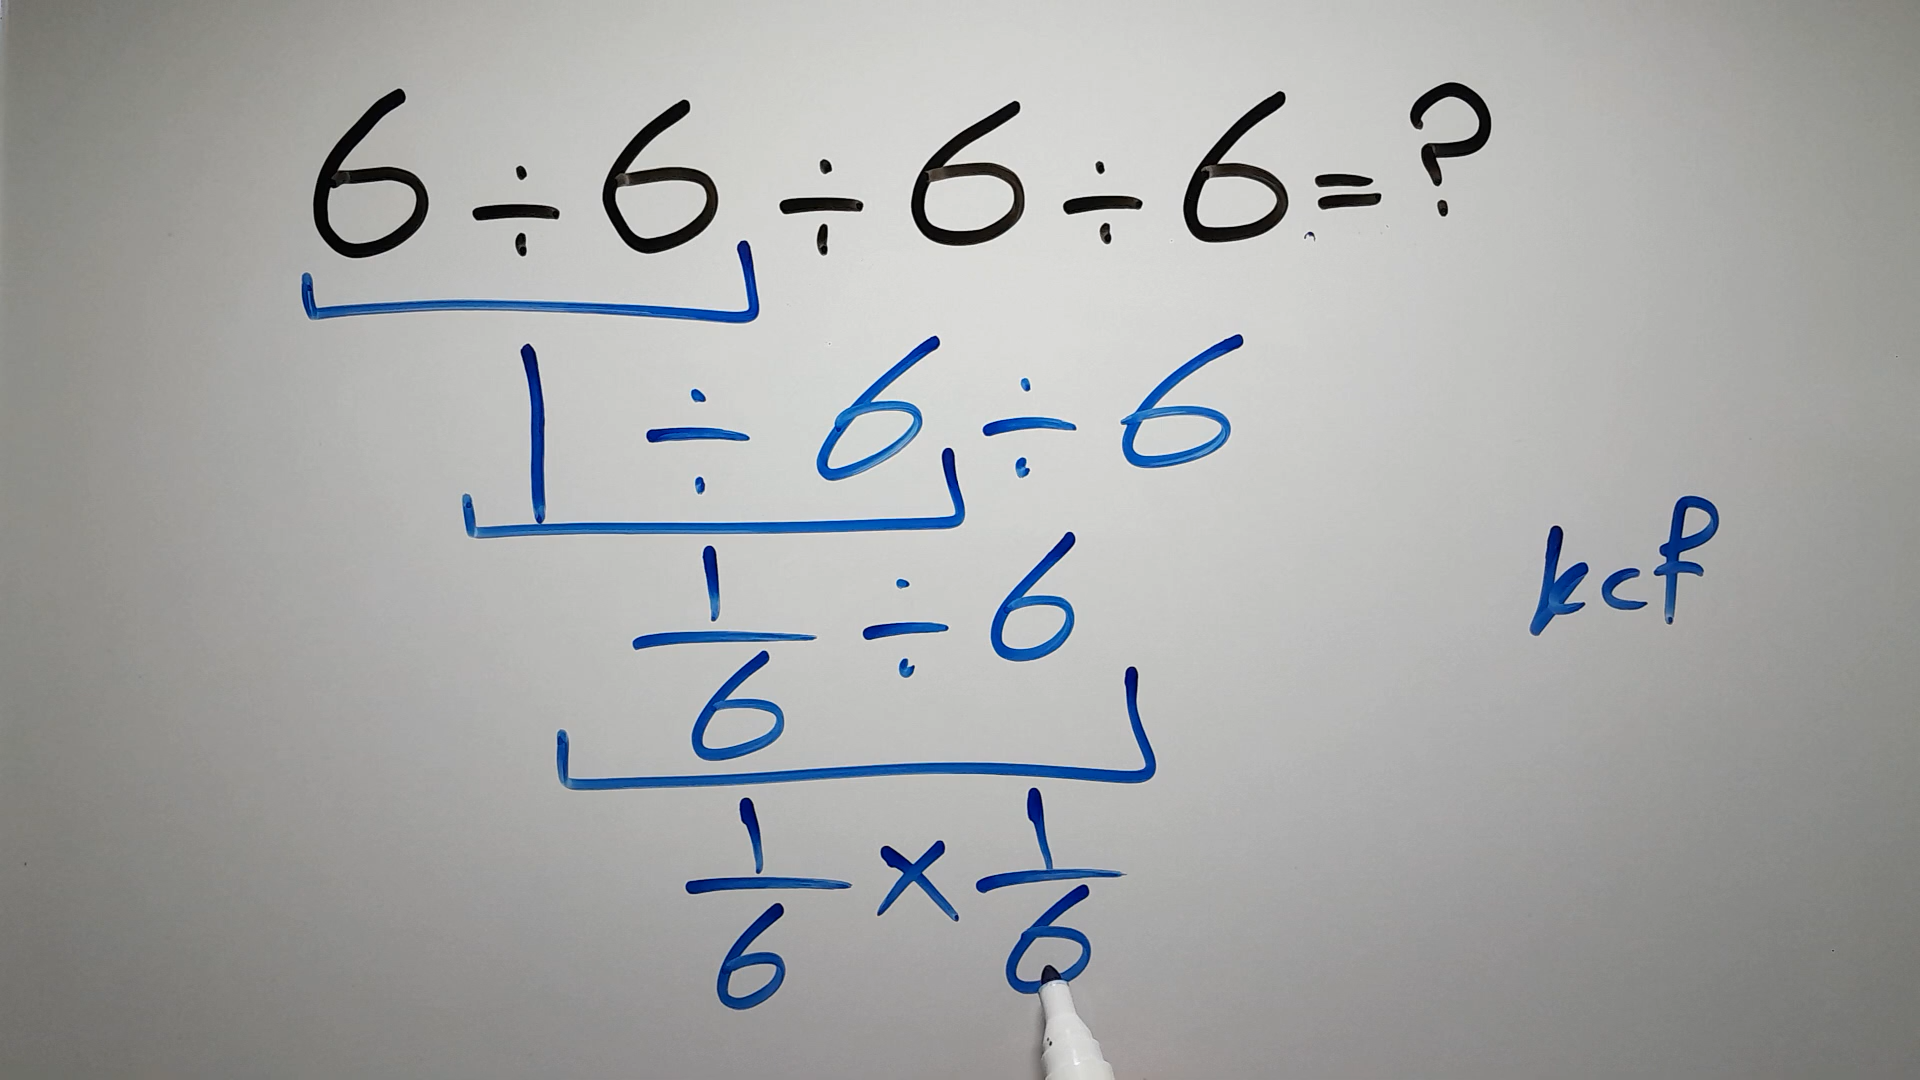 6 ÷ 6 ÷ 6 ÷ 6 = ?
1 ÷ 6 ÷ 6
kcf
1/6 ÷ 6
1/6 × 1/6